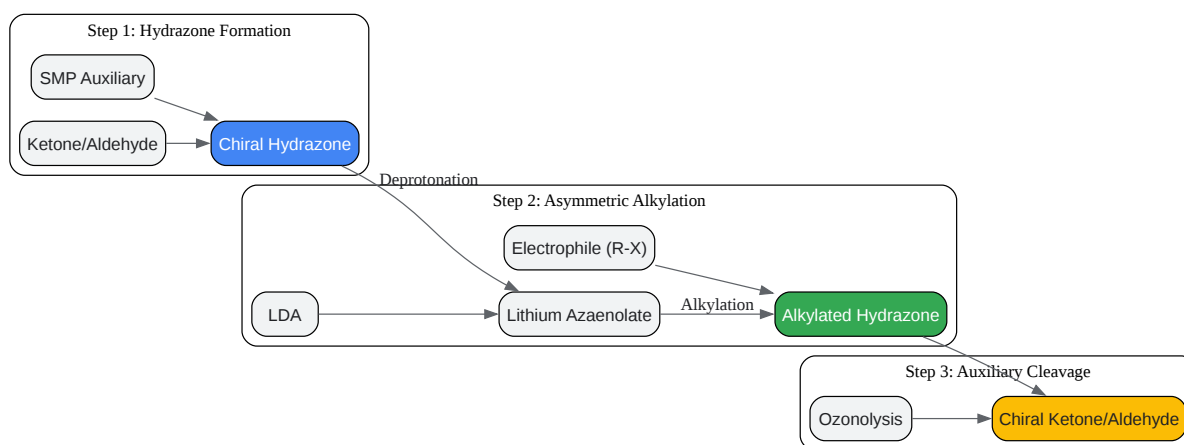 Step 1: Hydrazone Formation
SMP Auxiliary
Ketone/Aldehyde
Chiral Hydrazone
Deprotonation
Step 2: Asymmetric Alkylation
Electrophile (R-X)
LDA
Lithium Azaenolate
Alkylation
Alkylated Hydrazone
Step 3: Auxiliary Cleavage
Ozonolysis
Chiral Ketone/Aldehyde